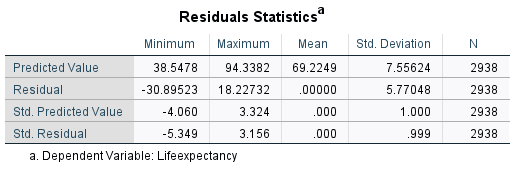 Residuals Statisticsa
Minimum Maximum Mean Std. Deviation N
Predicted Value 38.5478 94.3382 69.2249 7.55624 2938
Residual -30.89523 18.22732 .00000 5.77048 2938
Std. Predicted Value -4.060 3.324 .000 1.000 2938
Std. Residual -5.349 3.156 .000 .999 2938
a. Dependent Variable: Lifeexpectancy